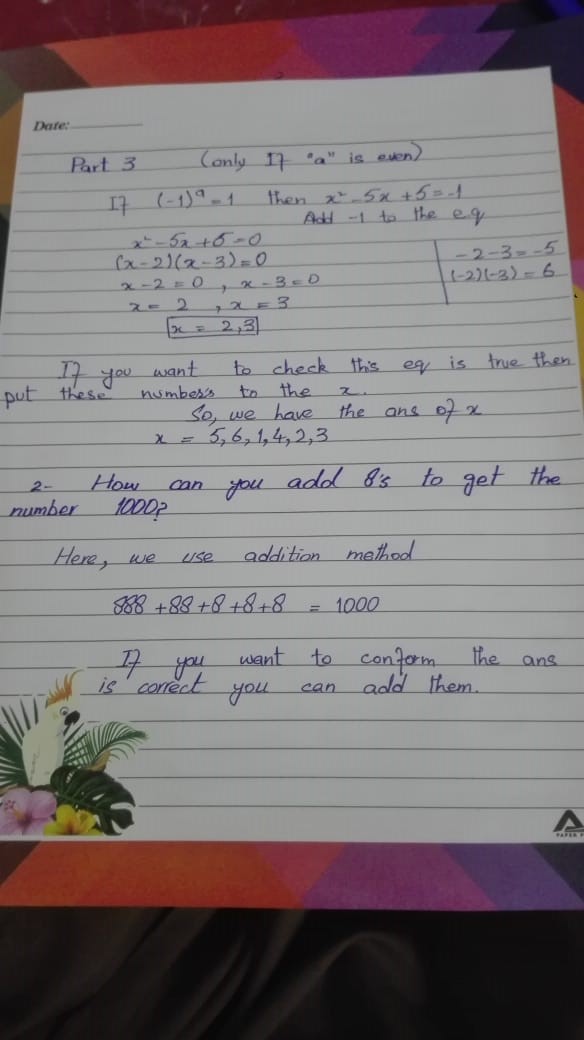 Date:
Part 3 (only If "a" is even)
If (-1)^a = 1 then x² - 5x + 5 = -1
Add -1 to the eq
x² - 5x + 5 = 0
(x-2)(x-3) = 0
x - 2 = 0 , x - 3 = 0
x = 2 , x = 3
x = 2,3
-2-3 = -5
(-2)(-3) = 6
If you want to check this eq is true then
put these number's to the x.
So, we have the ans of x
x = 5,6,1,4,2,3
2- How can you add 8's to get the
number 1000?
Here, we use addition method
888 + 88 + 8 + 8 + 8 = 1000
If you want to conform the ans
is correct you can add them.